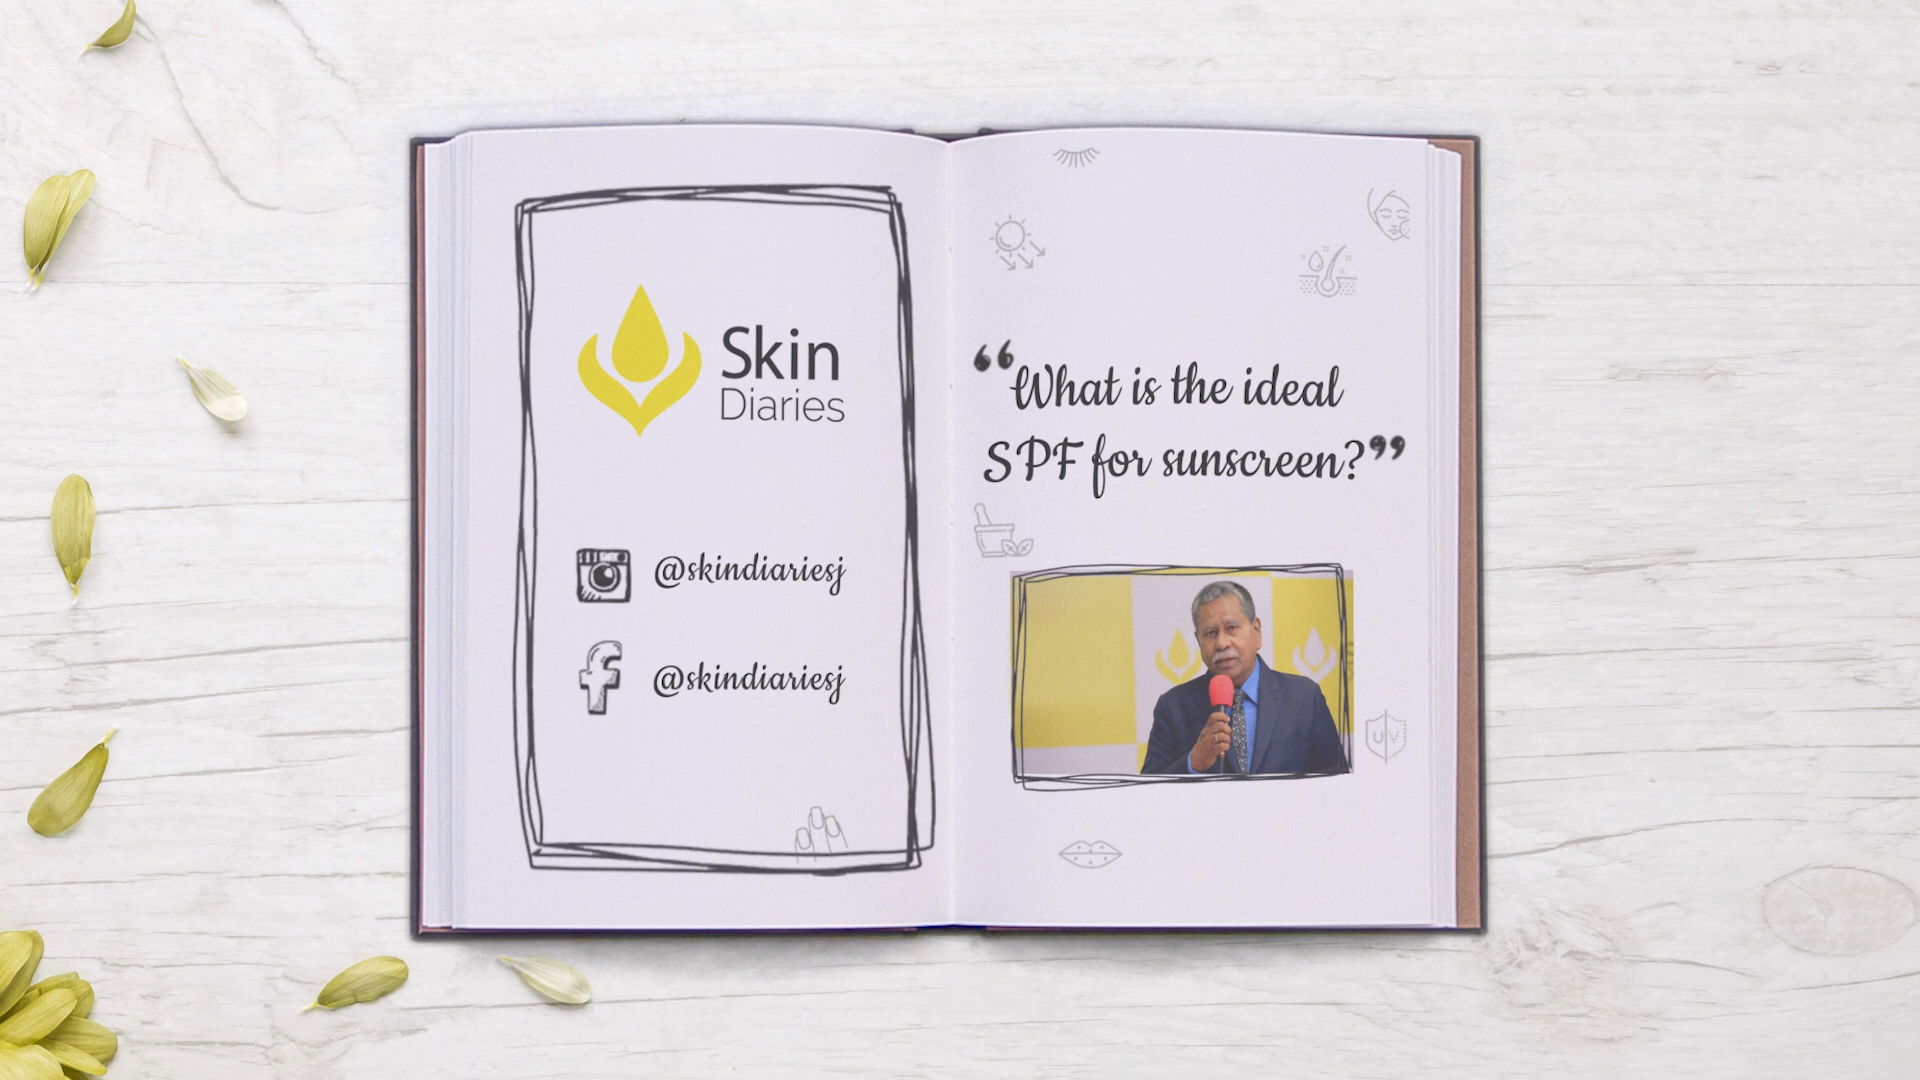 Skin
Diaries
@skindiariesj
@skindiariesj
“What is the ideal
SPF for sunscreen?”
UV